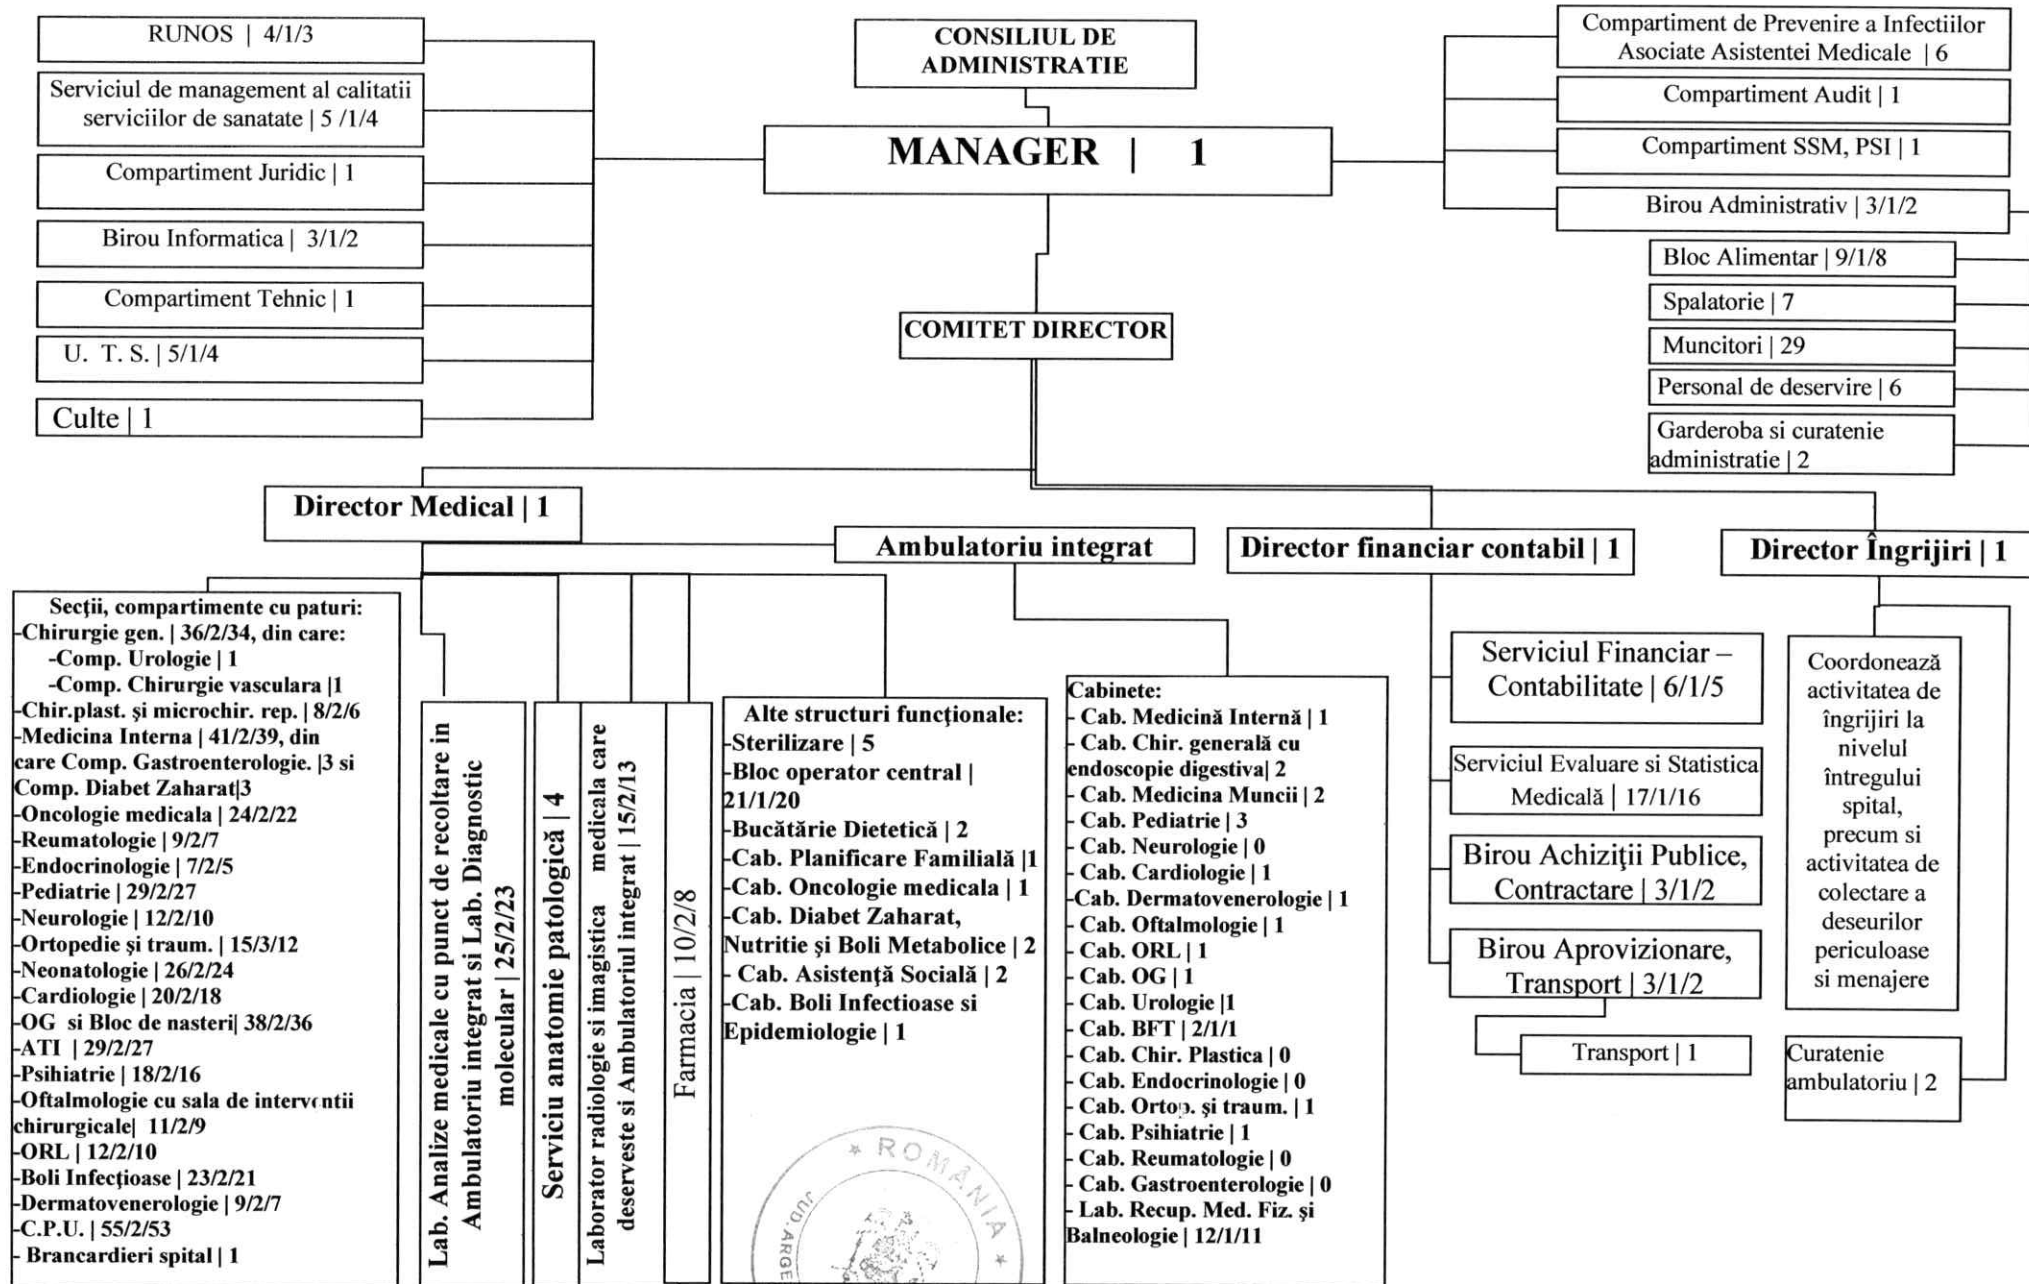 RUNOS | 4/1/3
Serviciul de management al calitatii
serviciilor de sanatate | 5 /1/4
Compartiment Juridic | 1
Birou Informatica | 3/1/2
Compartiment Tehnic | 1
U. T. S. | 5/1/4
Culte | 1
CONSILIUL DE
ADMINISTRATIE
MANAGER | 1
COMITET DIRECTOR
Compartiment de Prevenire a Infectiilor
Asociate Asistentei Medicale | 6
Compartiment Audit | 1
Compartiment SSM, PSI | 1
Birou Administrativ | 3/1/2
Bloc Alimentar | 9/1/8
Spalatorie | 7
Muncitori | 29
Personal de deservire | 6
Garderoba si curatenie
administratie | 2
Director Medical | 1
Ambulatoriu integrat
Director financiar contabil | 1
Director Îngrijiri | 1
Secţii, compartimente cu paturi:
-Chirurgie gen. | 36/2/34, din care:
-Comp. Urologie | 1
-Comp. Chirurgie vasculara |1
-Chir.plast. şi microchir. rep. | 8/2/6
-Medicina Interna | 41/2/39, din
care Comp. Gastroenterologie. |3 si
Comp. Diabet Zaharat|3
-Oncologie medicala | 24/2/22
-Reumatologie | 9/2/7
-Endocrinologie | 7/2/5
-Pediatrie | 29/2/27
-Neurologie | 12/2/10
-Ortopedie şi traum. | 15/3/12
-Neonatologie | 26/2/24
-Cardiologie | 20/2/18
-OG si Bloc de nasteri| 38/2/36
-ATI | 29/2/27
-Psihiatrie | 18/2/16
-Oftalmologie cu sala de interventii
chirurgicale| 11/2/9
-ORL | 12/2/10
-Boli Infecţioase | 23/2/21
-Dermatovenerologie | 9/2/7
-C.P.U. | 55/2/53
- Brancardieri spital | 1
Lab. Analize medicale cu punct de recoltare in
Ambulatoriu integrat si Lab. Diagnostic
molecular | 25/2/23
Serviciu anatomie patologică | 4
Laborator radiologie si imagistica medicala care
deserveste si Ambulatoriul integrat | 15/2/13
Farmacia | 10/2/8
Alte structuri funcţionale:
-Sterilizare | 5
-Bloc operator central |
21/1/20
-Bucătărie Dietetică | 2
-Cab. Planificare Familială |1
-Cab. Oncologie medicala | 1
-Cab. Diabet Zaharat,
Nutritie şi Boli Metabolice | 2
- Cab. Asistenţă Socială | 2
-Cab. Boli Infectioase si
Epidemiologie | 1
* ROMÂNIA *
JUD.ARGE
Cabinete:
- Cab. Medicină Internă | 1
- Cab. Chir. generală cu
endoscopie digestiva| 2
- Cab. Medicina Muncii | 2
- Cab. Pediatrie | 3
- Cab. Neurologie | 0
- Cab. Cardiologie | 1
-Cab. Dermatovenerologie | 1
- Cab. Oftalmologie | 1
- Cab. ORL | 1
- Cab. OG | 1
- Cab. Urologie |1
- Cab. BFT | 2/1/1
- Cab. Chir. Plastica | 0
- Cab. Endocrinologie | 0
- Cab. Ortop. şi traum. | 1
- Cab. Psihiatrie | 1
- Cab. Reumatologie | 0
- Cab. Gastroenterologie | 0
- Lab. Recup. Med. Fiz. şi
Balneologie | 12/1/11
Serviciul Financiar –
Contabilitate | 6/1/5
Serviciul Evaluare si Statistica
Medicală | 17/1/16
Birou Achiziţii Publice,
Contractare | 3/1/2
Birou Aprovizionare,
Transport | 3/1/2
Transport | 1
Coordonează
activitatea de
îngrijiri la
nivelul
întregului
spital,
precum si
activitatea de
colectare a
deseurilor
periculoase
si menajere
Curatenie
ambulatoriu | 2